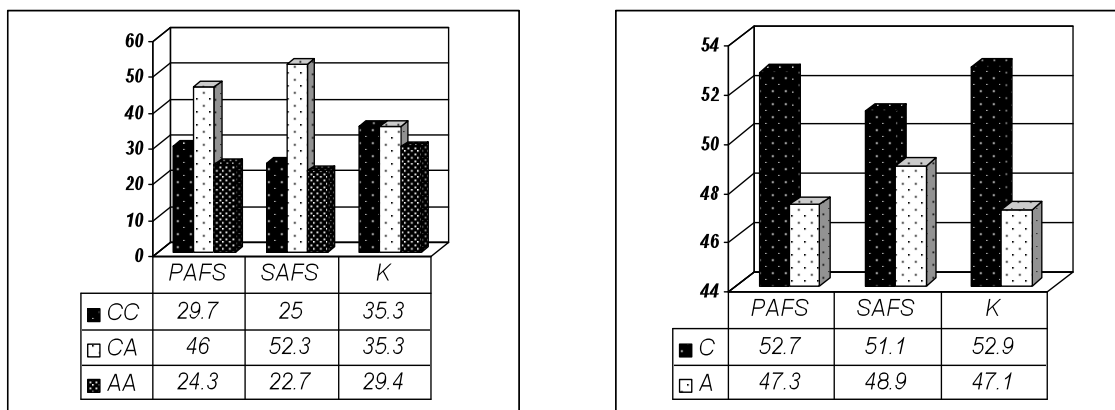 60
50
40
30
20
10
0
PAFS SAFS K
CC 29.7 25 35.3
CA 46 52.3 35.3
AA 24.3 22.7 29.4
54
52
50
48
46
44
PAFS SAFS K
C 52.7 51.1 52.9
A 47.3 48.9 47.1